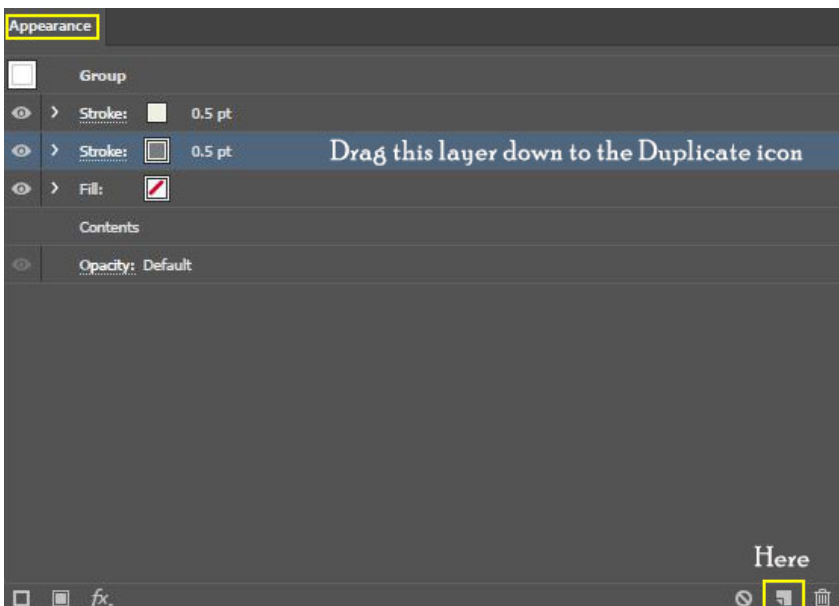 Appearance
Group
Stroke: 0.5 pt
Stroke: 0.5 pt Drag this layer down to the Duplicate icon
Fill:
Contents
Opacity: Default
Here
fx.